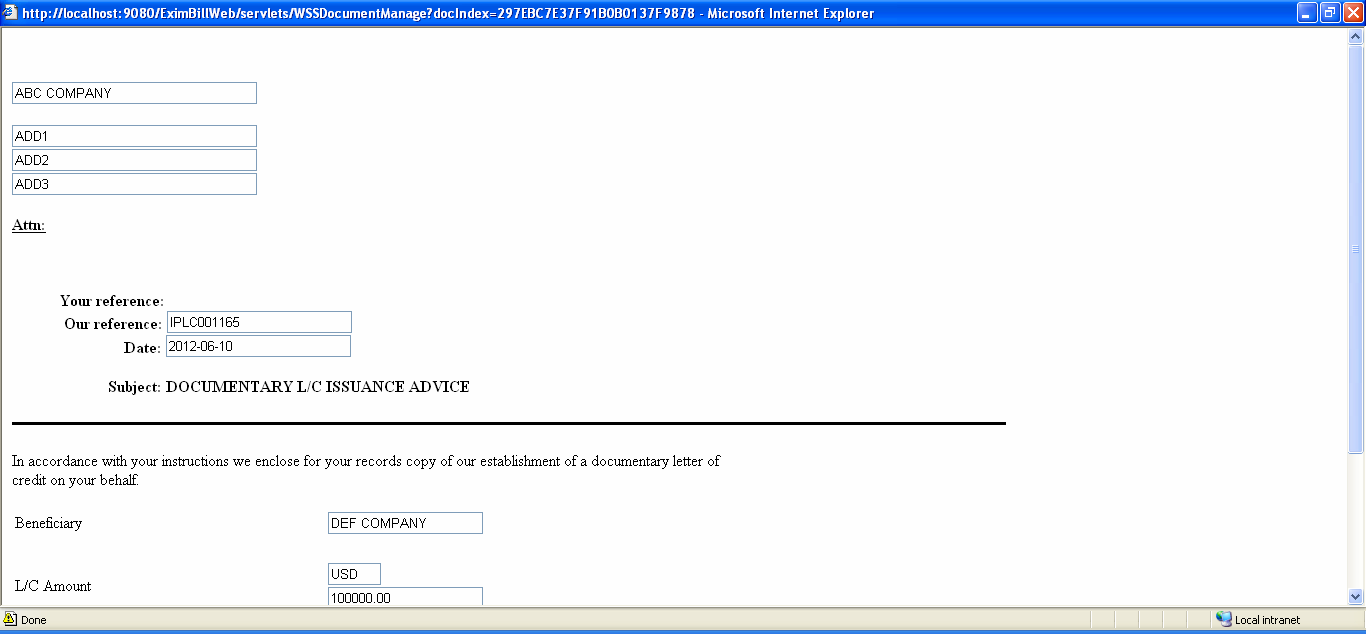 http://localhost:9080/EximBillWeb/servlets/WSSDocumentManage?docIndex=297EBC7E37F91B0B0137F9878 - Microsoft Internet Explorer
ABC COMPANY
ADD1
ADD2
ADD3
Attn:
Your reference:
Our reference: IPLC001165
Date: 2012-06-10
Subject: DOCUMENTARY L/C ISSUANCE ADVICE
In accordance with your instructions we enclose for your records copy of our establishment of a documentary letter of
credit on your behalf.
Beneficiary DEF COMPANY
USD
L/C Amount
100000.00
Done Local intranet